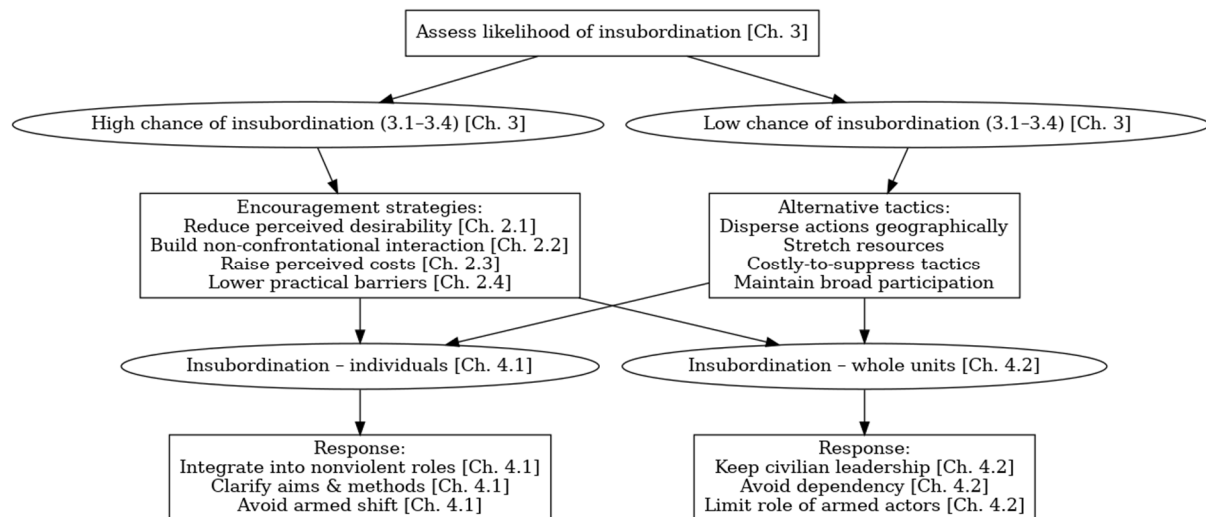 Assess likelihood of insubordination [Ch. 3]
High chance of insubordination (3.1–3.4) [Ch. 3]
Low chance of insubordination (3.1–3.4) [Ch. 3]
Encouragement strategies:
Reduce perceived desirability [Ch. 2.1]
Build non-confrontational interaction [Ch. 2.2]
Raise perceived costs [Ch. 2.3]
Lower practical barriers [Ch. 2.4]
Alternative tactics:
Disperse actions geographically
Stretch resources
Costly-to-suppress tactics
Maintain broad participation
Insubordination – individuals [Ch. 4.1]
Insubordination – whole units [Ch. 4.2]
Response:
Integrate into nonviolent roles [Ch. 4.1]
Clarify aims & methods [Ch. 4.1]
Avoid armed shift [Ch. 4.1]
Response:
Keep civilian leadership [Ch. 4.2]
Avoid dependency [Ch. 4.2]
Limit role of armed actors [Ch. 4.2]